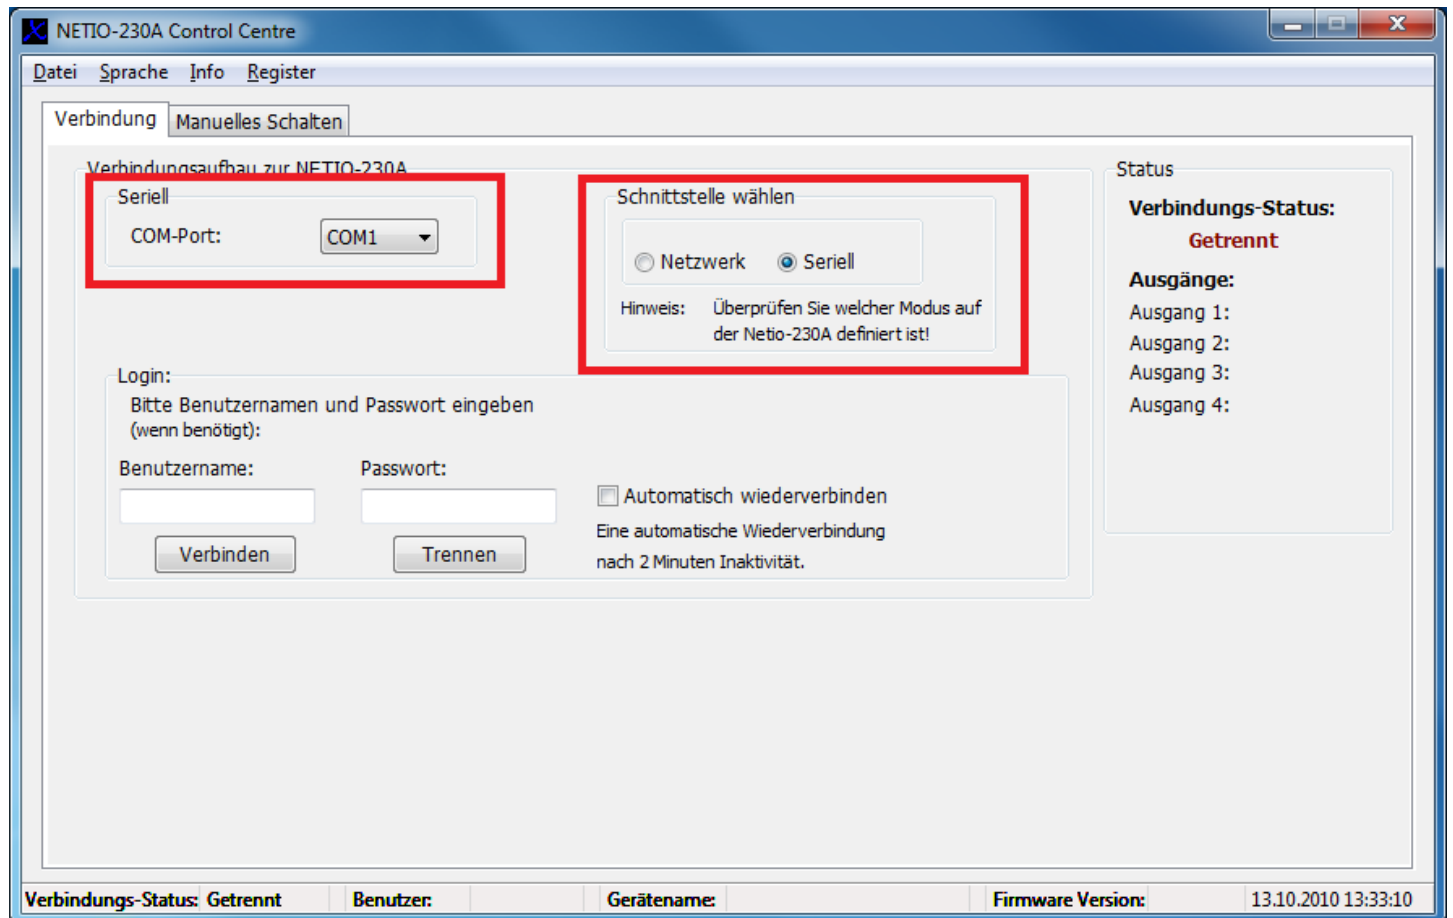 NETIO-230A Control Centre
Datei Sprache Info Register
Verbindung Manuelles Schalten
Verbindungsaufbau zur NETIO-230A
Seriell
COM-Port: COM1
Schnittstelle wählen
Netzwerk Seriell
Hinweis: Überprüfen Sie welcher Modus auf
der Netio-230A definiert ist!
Login:
Bitte Benutzernamen und Passwort eingeben
(wenn benötigt):
Benutzername: Passwort:
Automatisch wiederverbinden
Eine automatische Wiederverbindung
nach 2 Minuten Inaktivität.
Verbinden Trennen
Status
Verbindungs-Status:
Getrennt
Ausgänge:
Ausgang 1:
Ausgang 2:
Ausgang 3:
Ausgang 4:
Verbindungs-Status: Getrennt Benutzer: Gerätename: Firmware Version: 13.10.2010 13:33:10